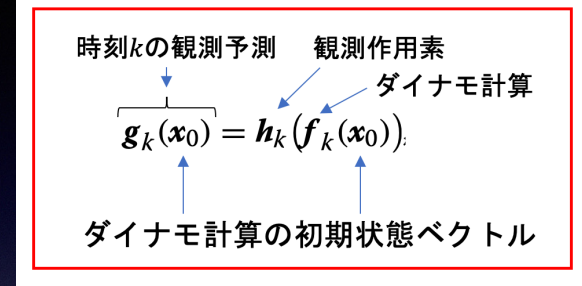 時刻kの観測予測 観測作用素
ダイナモ計算
g_k(x_0) = h_k(f_k(x_0))
ダイナモ計算の初期状態ベクトル